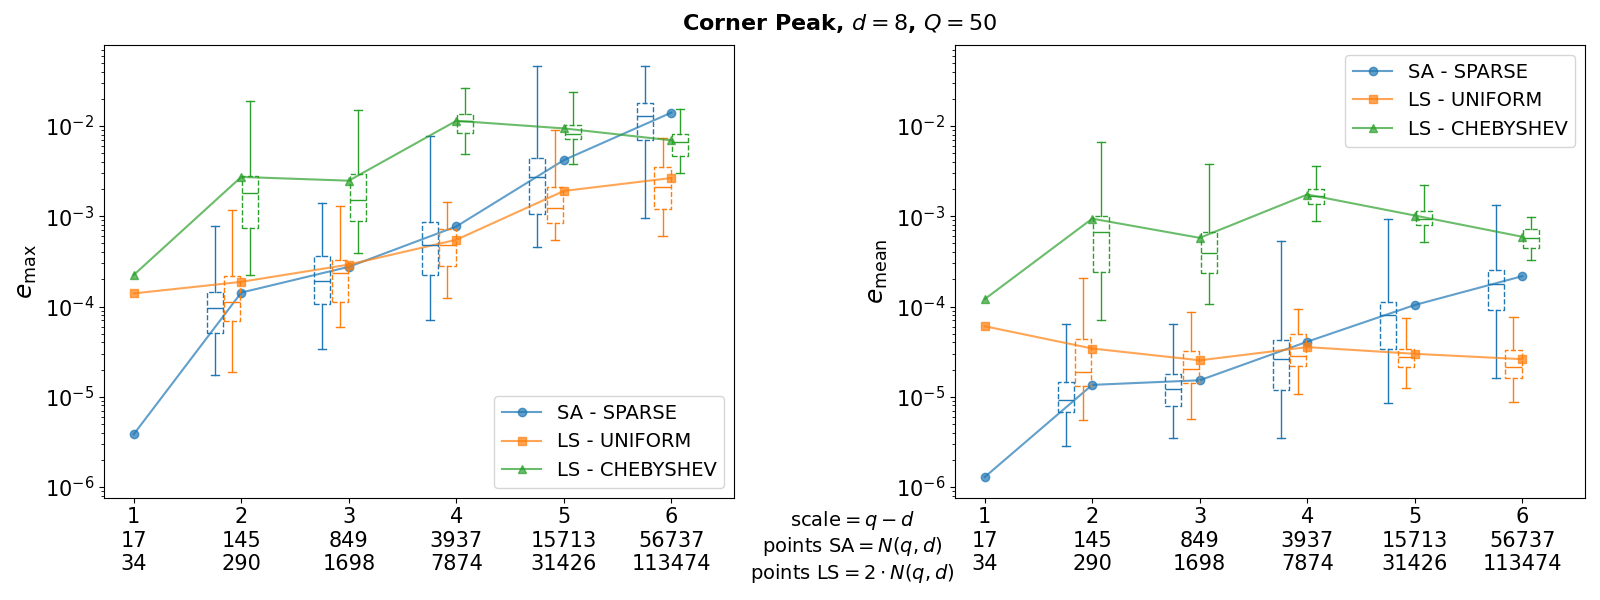 Corner Peak, d = 8, Q = 50
e_max
10^-2
10^-3
10^-4
10^-5
10^-6
SA - SPARSE
LS - UNIFORM
LS - CHEBYSHEV
1 2 3 4 5 6
17 145 849 3937 15713 56737
34 290 1698 7874 31426 113474
scale = q − d
points SA = N(q, d)
points LS = 2 · N(q, d)
e_mean
10^-2
10^-3
10^-4
10^-5
10^-6
SA - SPARSE
LS - UNIFORM
LS - CHEBYSHEV
1 2 3 4 5 6
17 145 849 3937 15713 56737
34 290 1698 7874 31426 113474